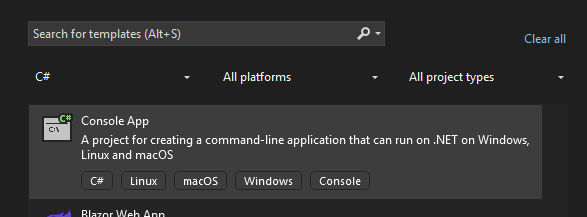 Search for templates (Alt+S)
Clear all
C# All platforms All project types
C#
C:\
Console App
A project for creating a command-line application that can run on .NET on Windows,
Linux and macOS
C# Linux macOS Windows Console
Blazor Web App